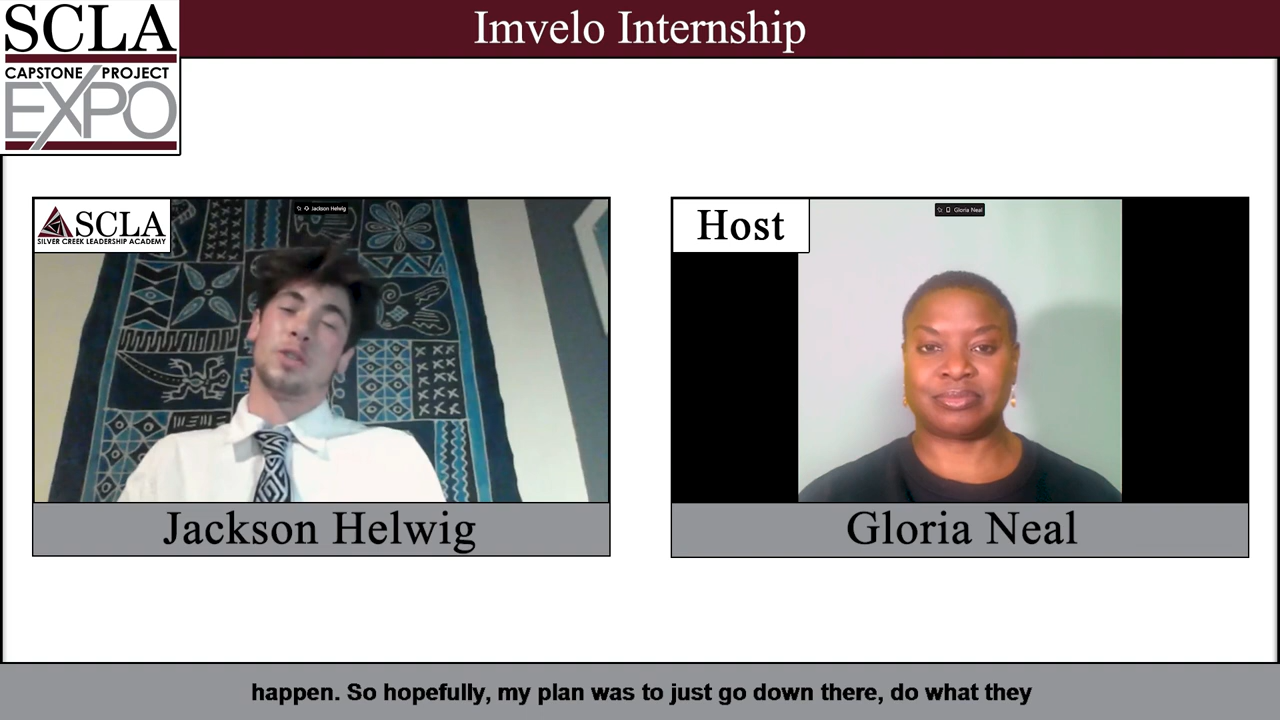 SCLA
CAPSTONE PROJECT
EXPO
Imvelo Internship
SCLA
SILVER CREEK LEADERSHIP ACADEMY
Jackson Helwig
Host
Gloria Neal
Jackson Helwig
Gloria Neal
happen. So hopefully, my plan was to just go down there, do what they